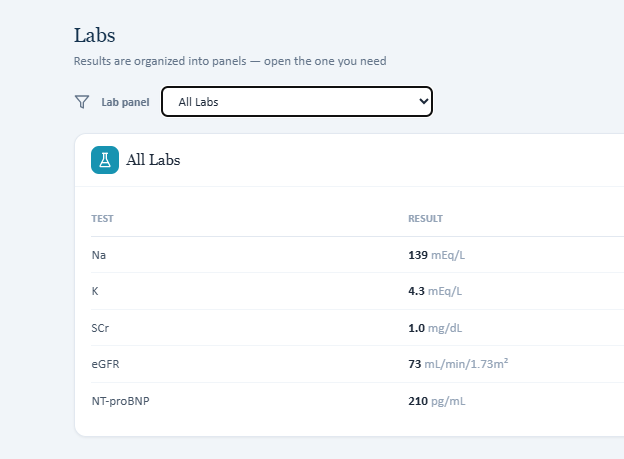 Labs
Results are organized into panels — open the one you need
Lab panel All Labs
All Labs
TEST RESULT
Na 139 mEq/L
K 4.3 mEq/L
SCr 1.0 mg/dL
eGFR 73 mL/min/1.73m²
NT-proBNP 210 pg/mL